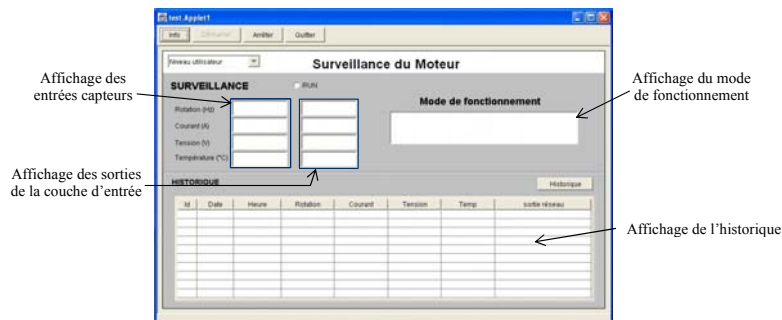 test.Applet1
Info Démarrer Arrêter Quitter
Niveau utilisateur
Surveillance du Moteur
SURVEILLANCE
RUN
Affichage des
entrées capteurs
Affichage du mode
de fonctionnement
Mode de fonctionnement
Rotation (Hz)
Courant (A)
Tension (V)
Température (°C)
Affichage des sorties
de la couche d’entrée
HISTORIQUE
Historique
Id Date Heure Rotation Courant Tension Temp sortie réseau
Affichage de l’historique